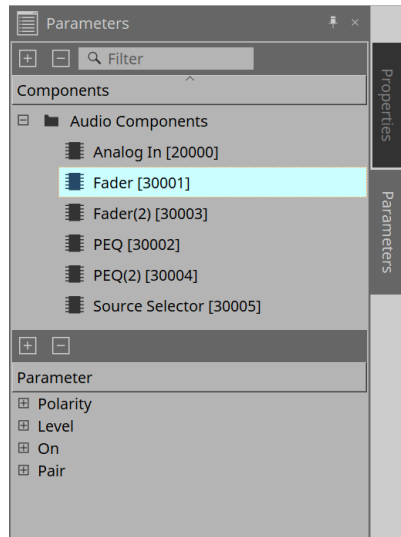 Parameters
Filter
Components
Audio Components
Analog In [20000]
Fader [30001]
Fader(2) [30003]
PEQ [30002]
PEQ(2) [30004]
Source Selector [30005]
Parameter
Polarity
Level
On
Pair
Properties
Parameters